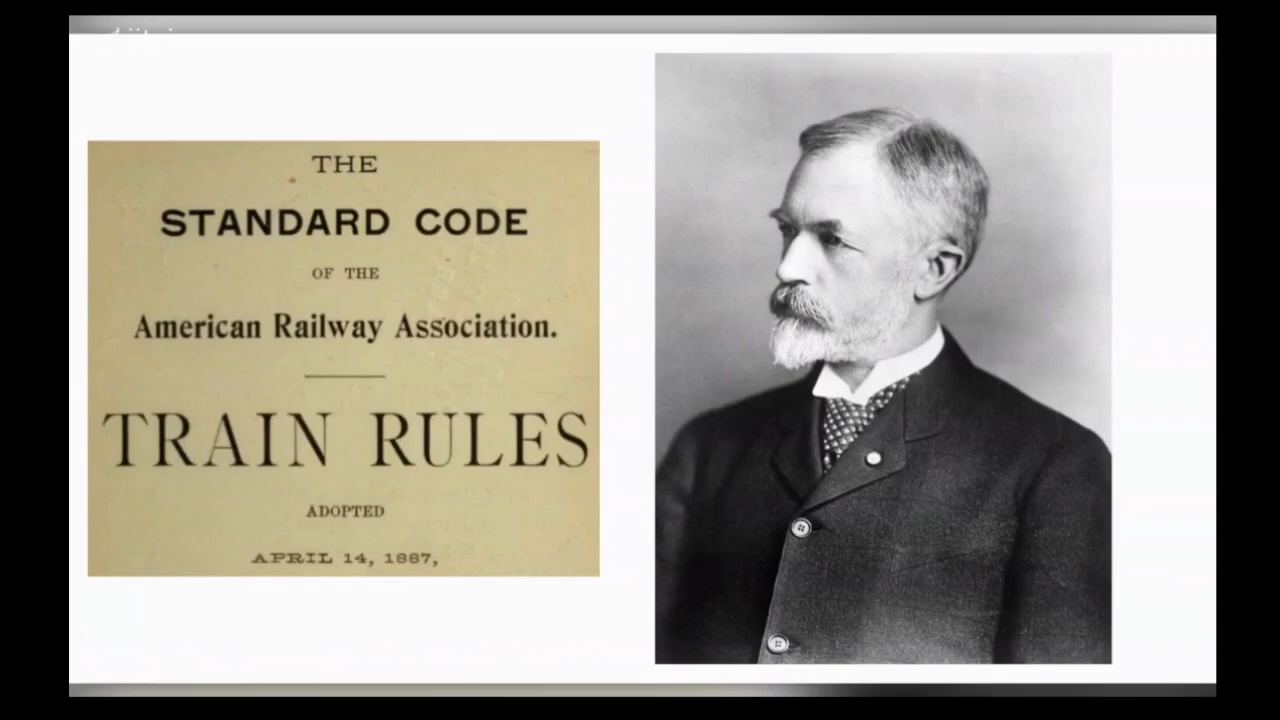 THE
STANDARD CODE
OF THE
American Railway Association.
TRAIN RULES
ADOPTED
APRIL 14, 1887,